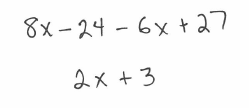 8x - 24 - 6x + 27
2x + 3